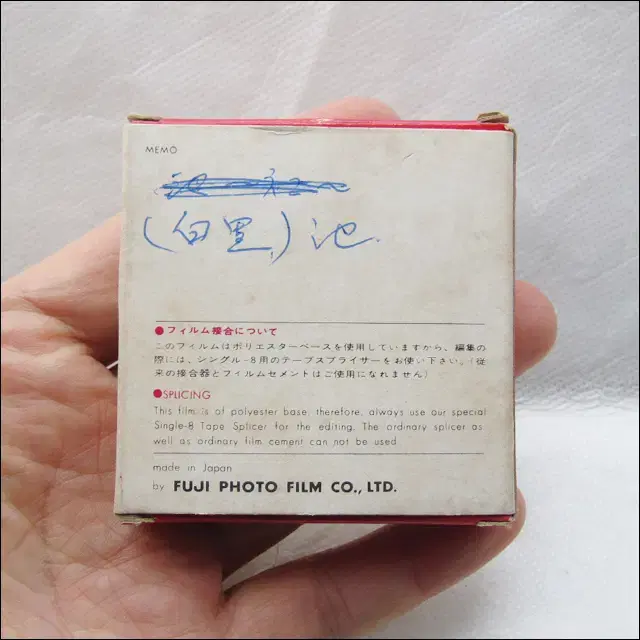 MEMO
(白黒)池.
●フィルム接合について
このフィルムはポリエスターベースを使用していますから、編集の
際には、シングル-8用のテープスプライサーをお使い下さい。(従
来の接合器とフィルムセメントはご使用になれません)
●SPLICING
This film is of polyester base, therefore, always use our special
Single-8 Tape Splicer for the editing. The ordinary splicer as
well as ordinary film cement can not be used
made in Japan
by FUJI PHOTO FILM CO., LTD.